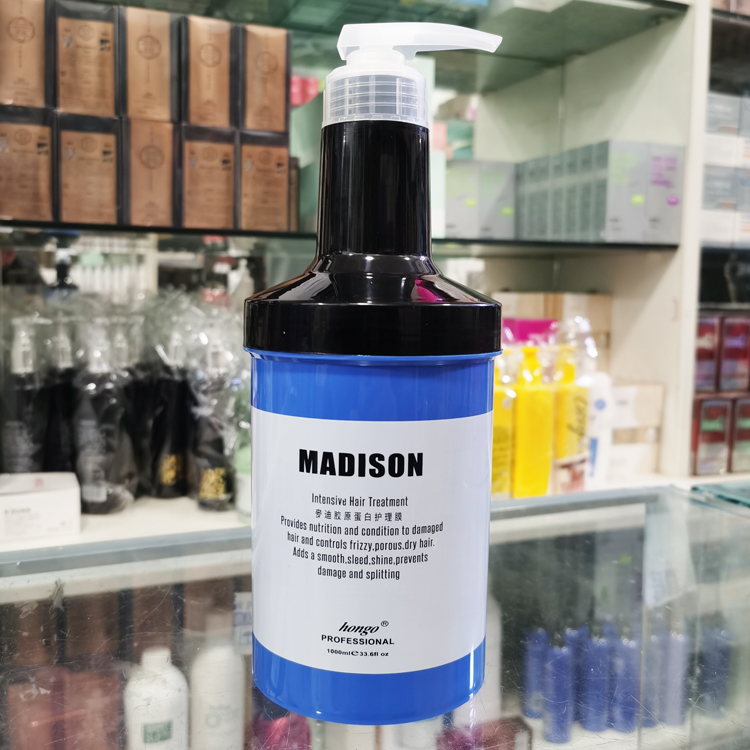 MADISON
Intensive Hair Treatment
多迪胶原蛋白护理膜
Provides nutrition and condition to damaged
hair and controls frizzy.porous.dry hair.
Adds a smooth.sleed.shine.prevents
damage and splitting
hongo®
PROFESSIONAL
1000ml℮33.6fl oz